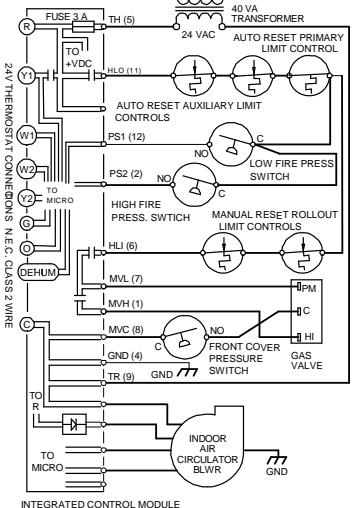 FUSE 3 A
TH (5)
40 VA
TRANSFORMER
24 VAC
R
TO
+VDC
AUTO RESET PRIMARY
LIMIT CONTROL
Y1
HLO (11)
AUTO RESET AUXILIARY LIMIT
CONTROLS
24V THERMOSTAT CONNECTIONS N.E.C. CLASS 2 WIRE
W1
PS1 (12)
C
NO
LOW FIRE PRESS
SWITCH
W2
PS2 (2)
NO
C
TO
MICRO
Y2
HIGH FIRE
PRESS. SWTICH
MANUAL RESET ROLLOUT
LIMIT CONTROLS
G
O
HLI (6)
DEHUM
MVL (7)
PM
MVH (1)
C
C
MVC (8)
NO
HI
C
FRONT COVER
PRESSURE
SWITCH
GAS
VALVE
GND (4)
GND
TR (9)
TO
R
TO
MICRO
INDOOR
AIR
CIRCULATOR
BLWR
GND
INTEGRATED CONTROL MODULE